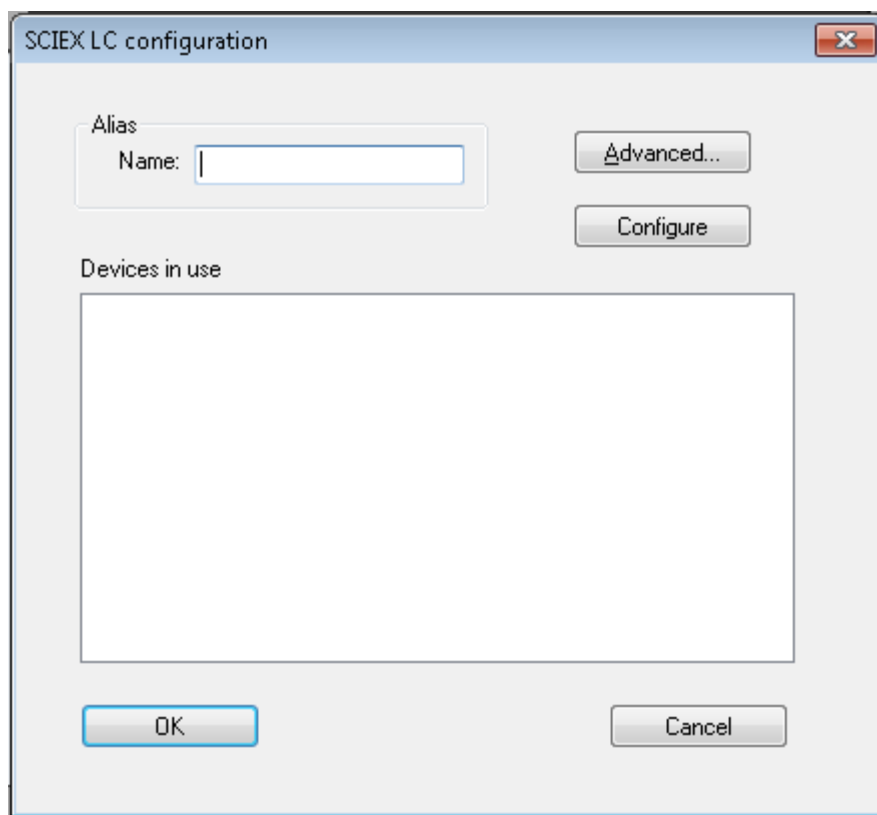 SCIEX LC configuration
Alias
Name:
Advanced...
Configure
Devices in use
OK
Cancel